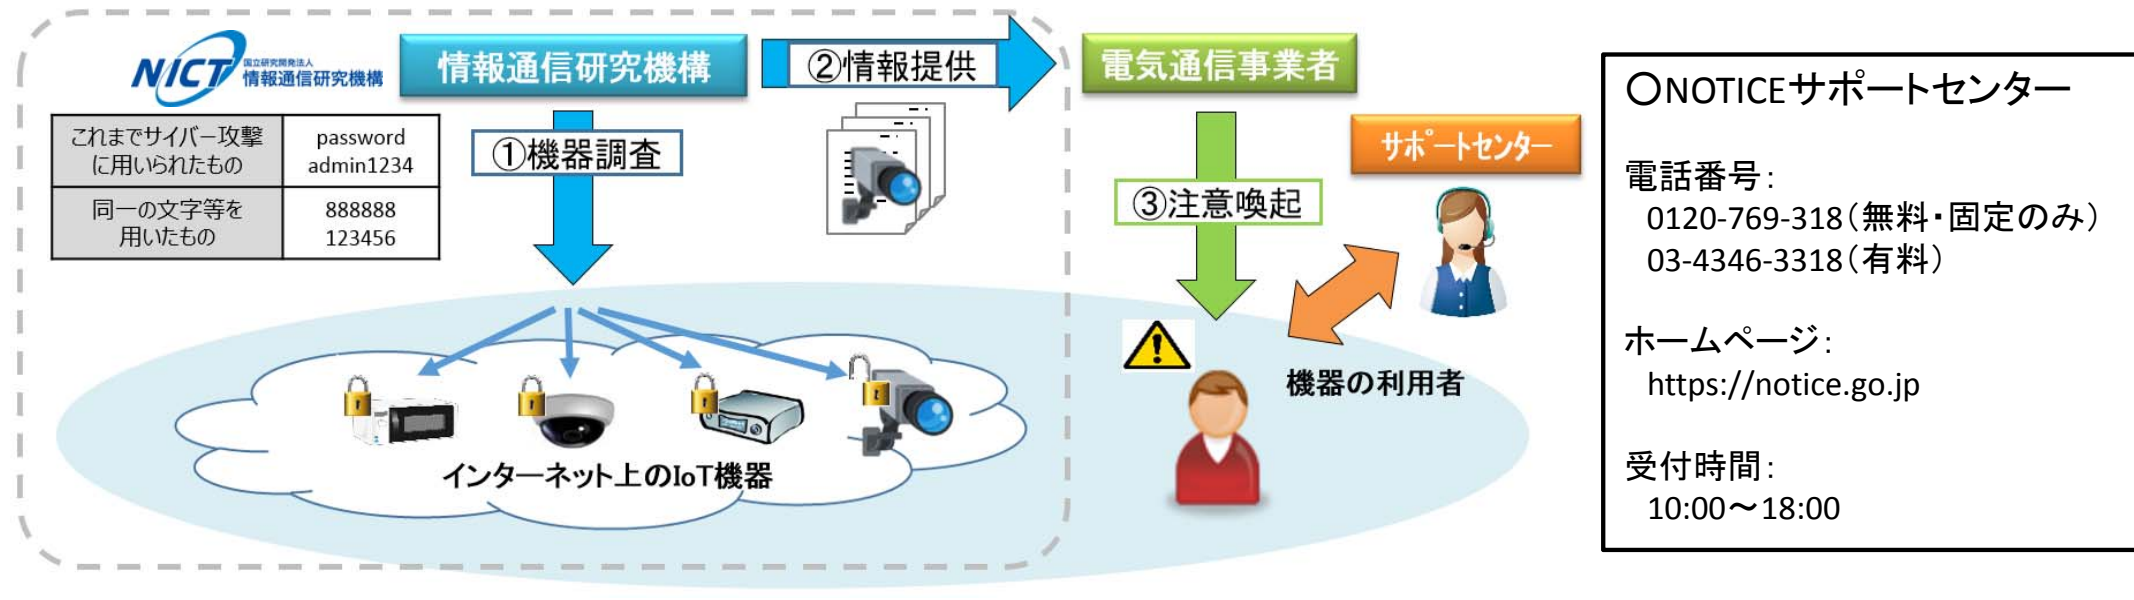 NICT
国立研究開発法人
情報通信研究機構
情報通信研究機構
②情報提供
電気通信事業者
これまでサイバー攻撃
に用いられたもの
password
admin1234
同一の文字等を
用いたもの
888888
123456
①機器調査
サポートセンター
③注意喚起
機器の利用者
インターネット上のIoT機器
〇NOTICEサポートセンター
電話番号：
0120-769-318（無料・固定のみ）
03-4346-3318（有料）
ホームページ：
https://notice.go.jp
受付時間：
10:00～18:00